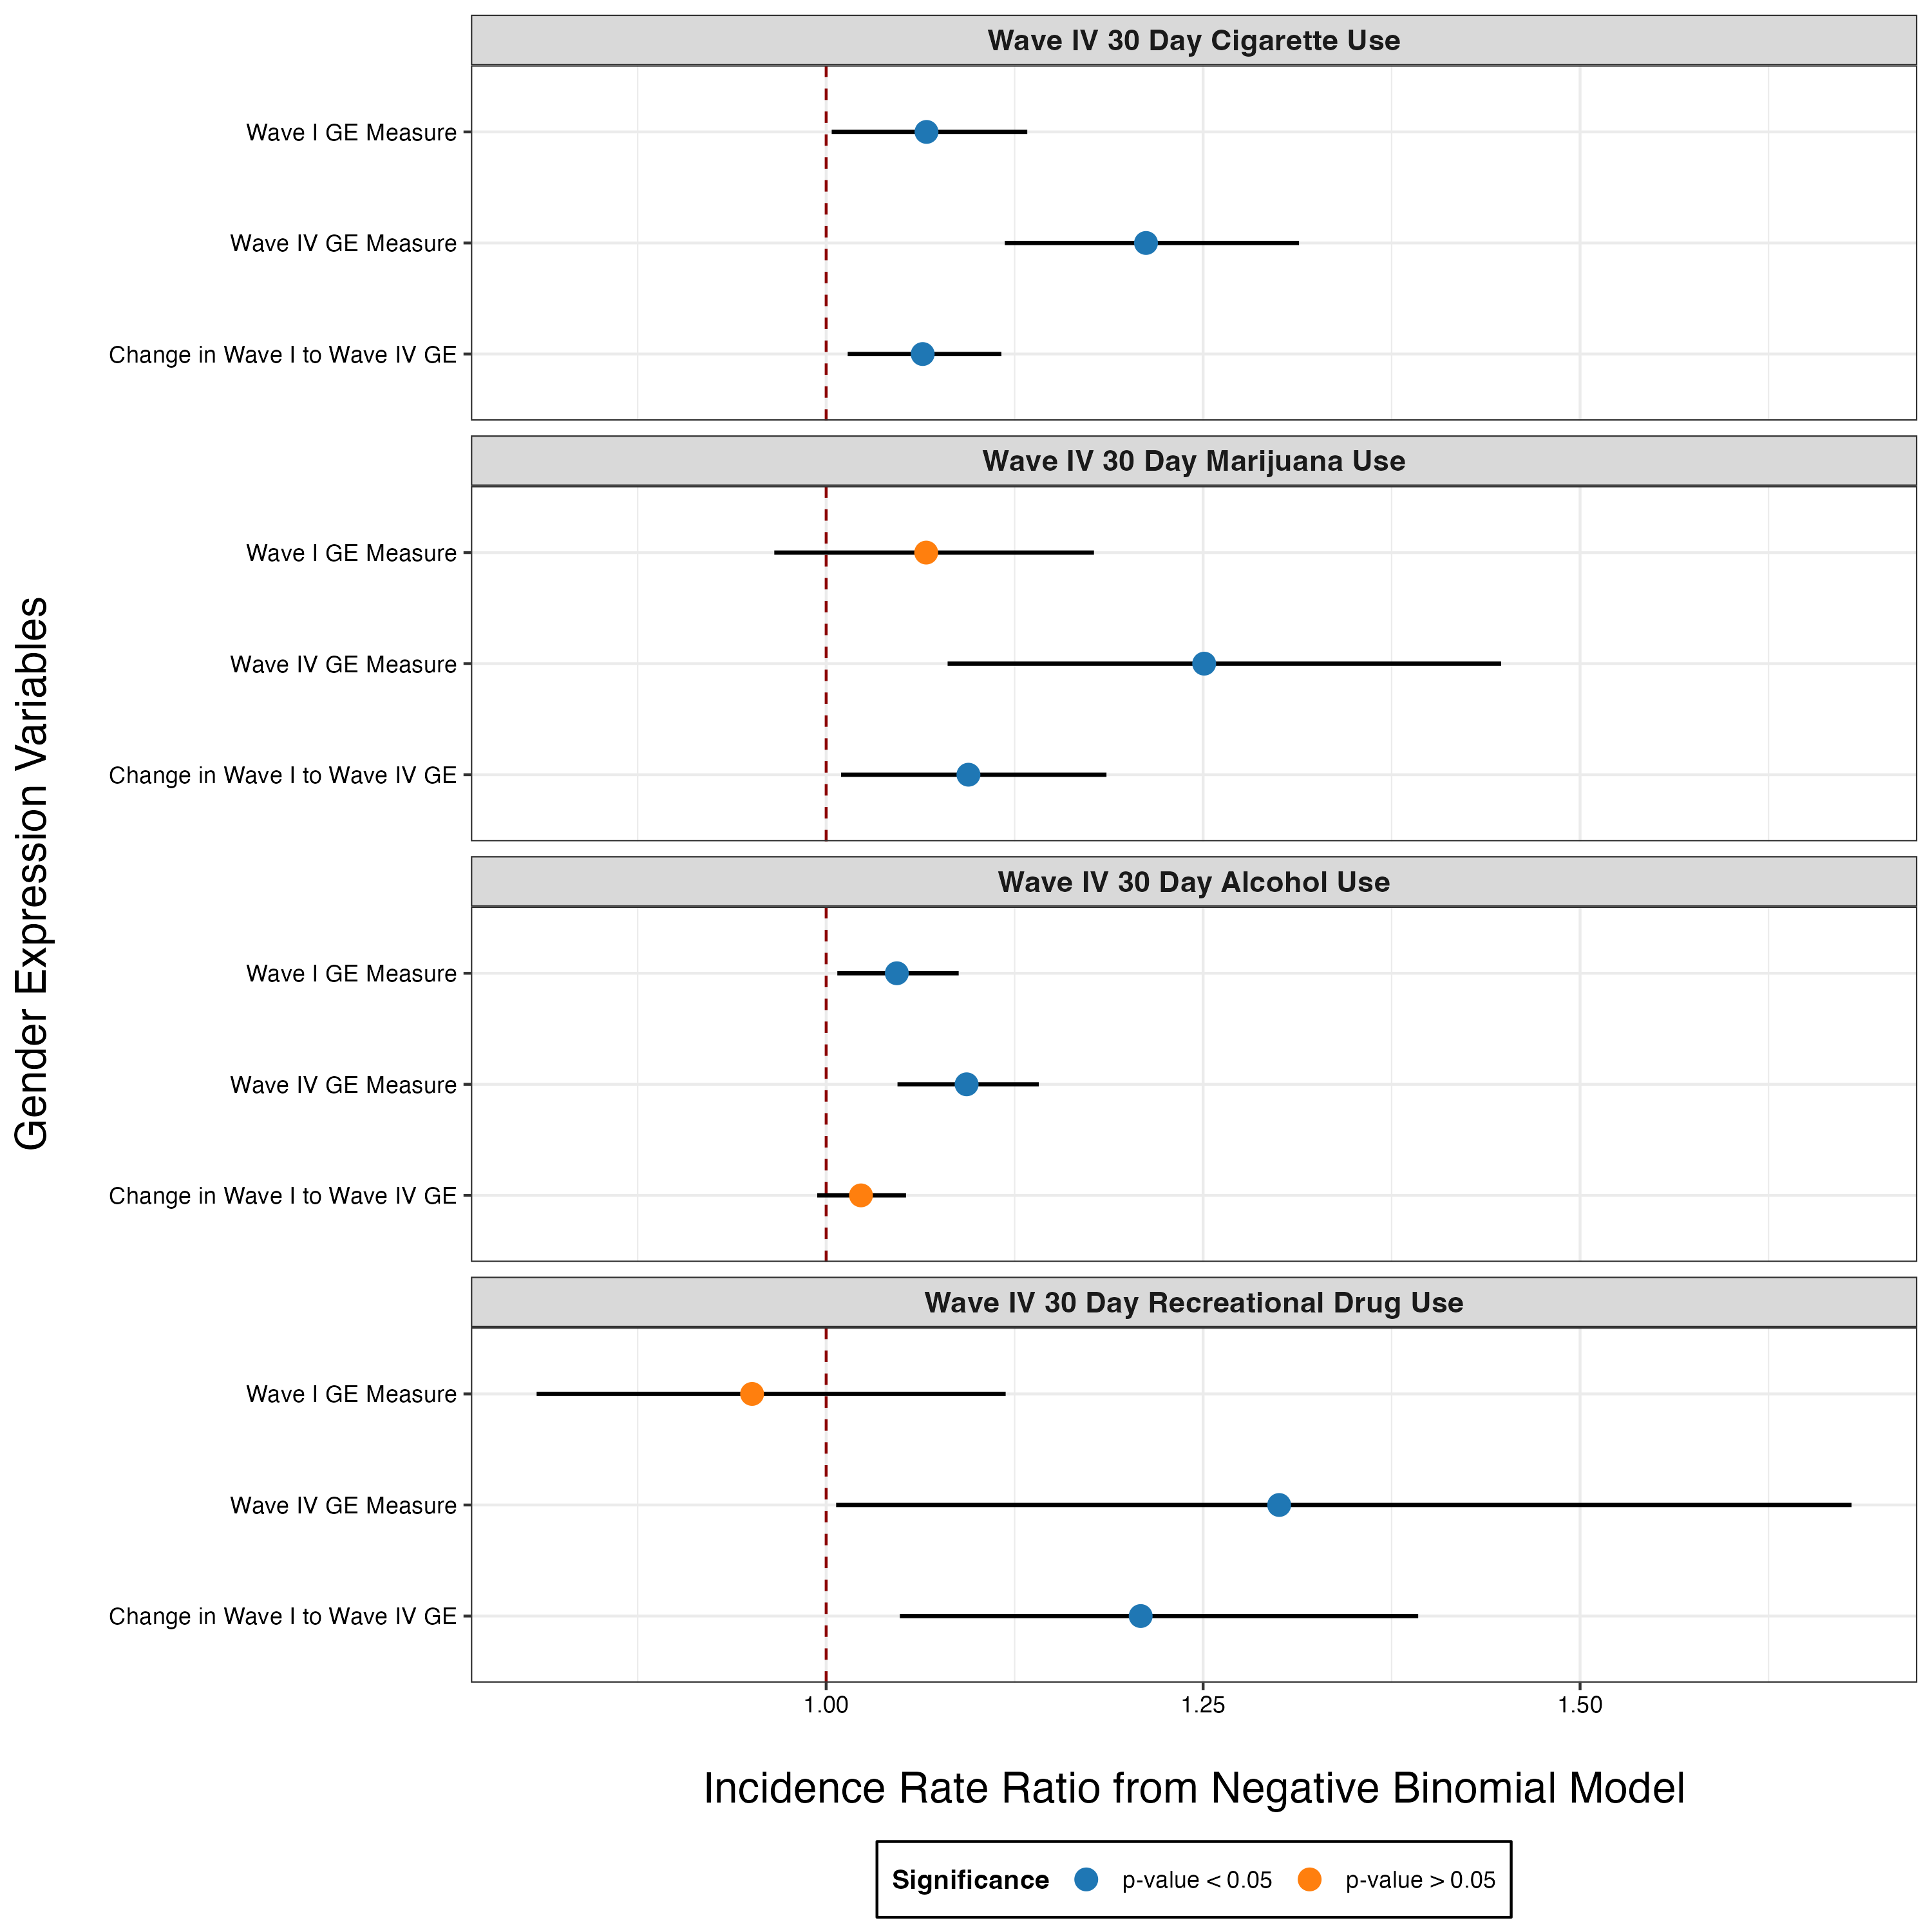 Wave IV 30 Day Cigarette Use
Wave I GE Measure
Wave IV GE Measure
Change in Wave I to Wave IV GE
Wave IV 30 Day Marijuana Use
Wave I GE Measure
Wave IV GE Measure
Change in Wave I to Wave IV GE
Wave IV 30 Day Alcohol Use
Wave I GE Measure
Wave IV GE Measure
Change in Wave I to Wave IV GE
Wave IV 30 Day Recreational Drug Use
Wave I GE Measure
Wave IV GE Measure
Change in Wave I to Wave IV GE
Gender Expression Variables
1.00 1.25 1.50
Incidence Rate Ratio from Negative Binomial Model
Significance p-value < 0.05 p-value > 0.05